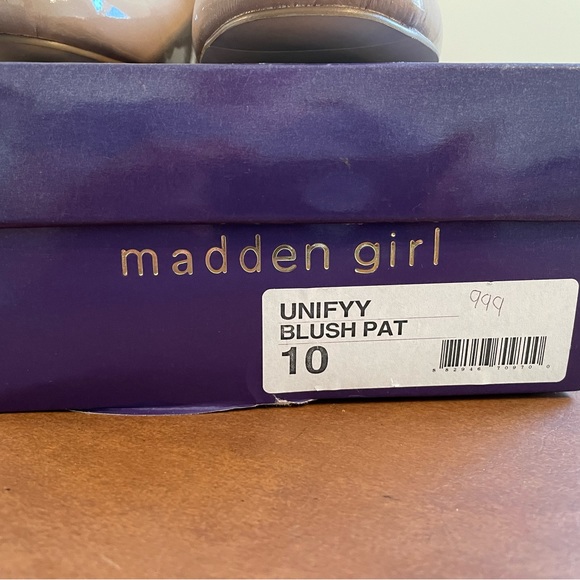 madden girl
UNIFYY
999
BLUSH PAT
10